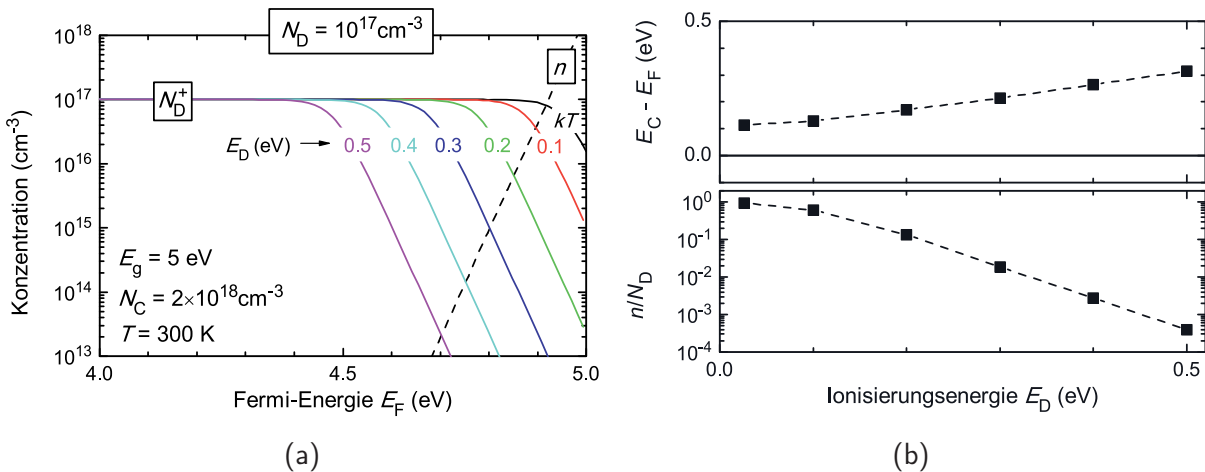 N_D = 10^17cm^-3
10^18
10^17
10^16
10^15
10^14
10^13
Konzentration (cm^-3)
N_D^+
n
kT
E_D (eV) → 0.5 0.4 0.3 0.2 0.1
E_g = 5 eV
N_C = 2×10^18cm^-3
T = 300 K
4.0 4.5 5.0
Fermi-Energie E_F (eV)
(a)
E_C - E_F (eV)
0.5
0.0
n/N_D
10^0
10^-1
10^-2
10^-3
10^-4
0.0 0.5
Ionisierungsenergie E_D (eV)
(b)